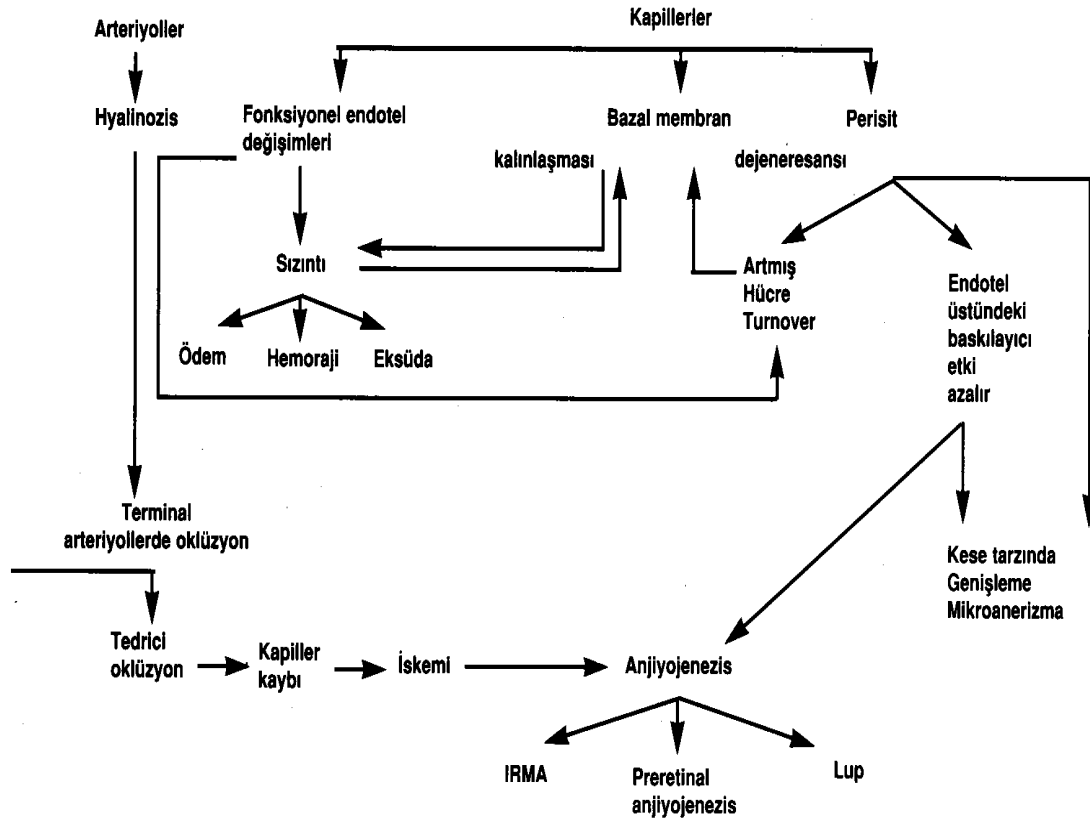 Arteriyoller
Kapillerler
Hyalinozis
Fonksiyonel endotel
değişimleri
Bazal membran
Perisit
kalınlaşması
dejeneresansı
Sızıntı
Artmış
Hücre
Turnover
Endotel
üstündeki
baskılayıcı
etki
azalır
Ödem
Hemoraji
Eksüda
Terminal
arteriyollerde oklüzyon
Kese tarzında
Genişleme
Mikroanerizma
Tedrici
oklüzyon
Kapiller
kaybı
İskemi
Anjiyojenezis
IRMA
Preretinal
anjiyojenezis
Lup